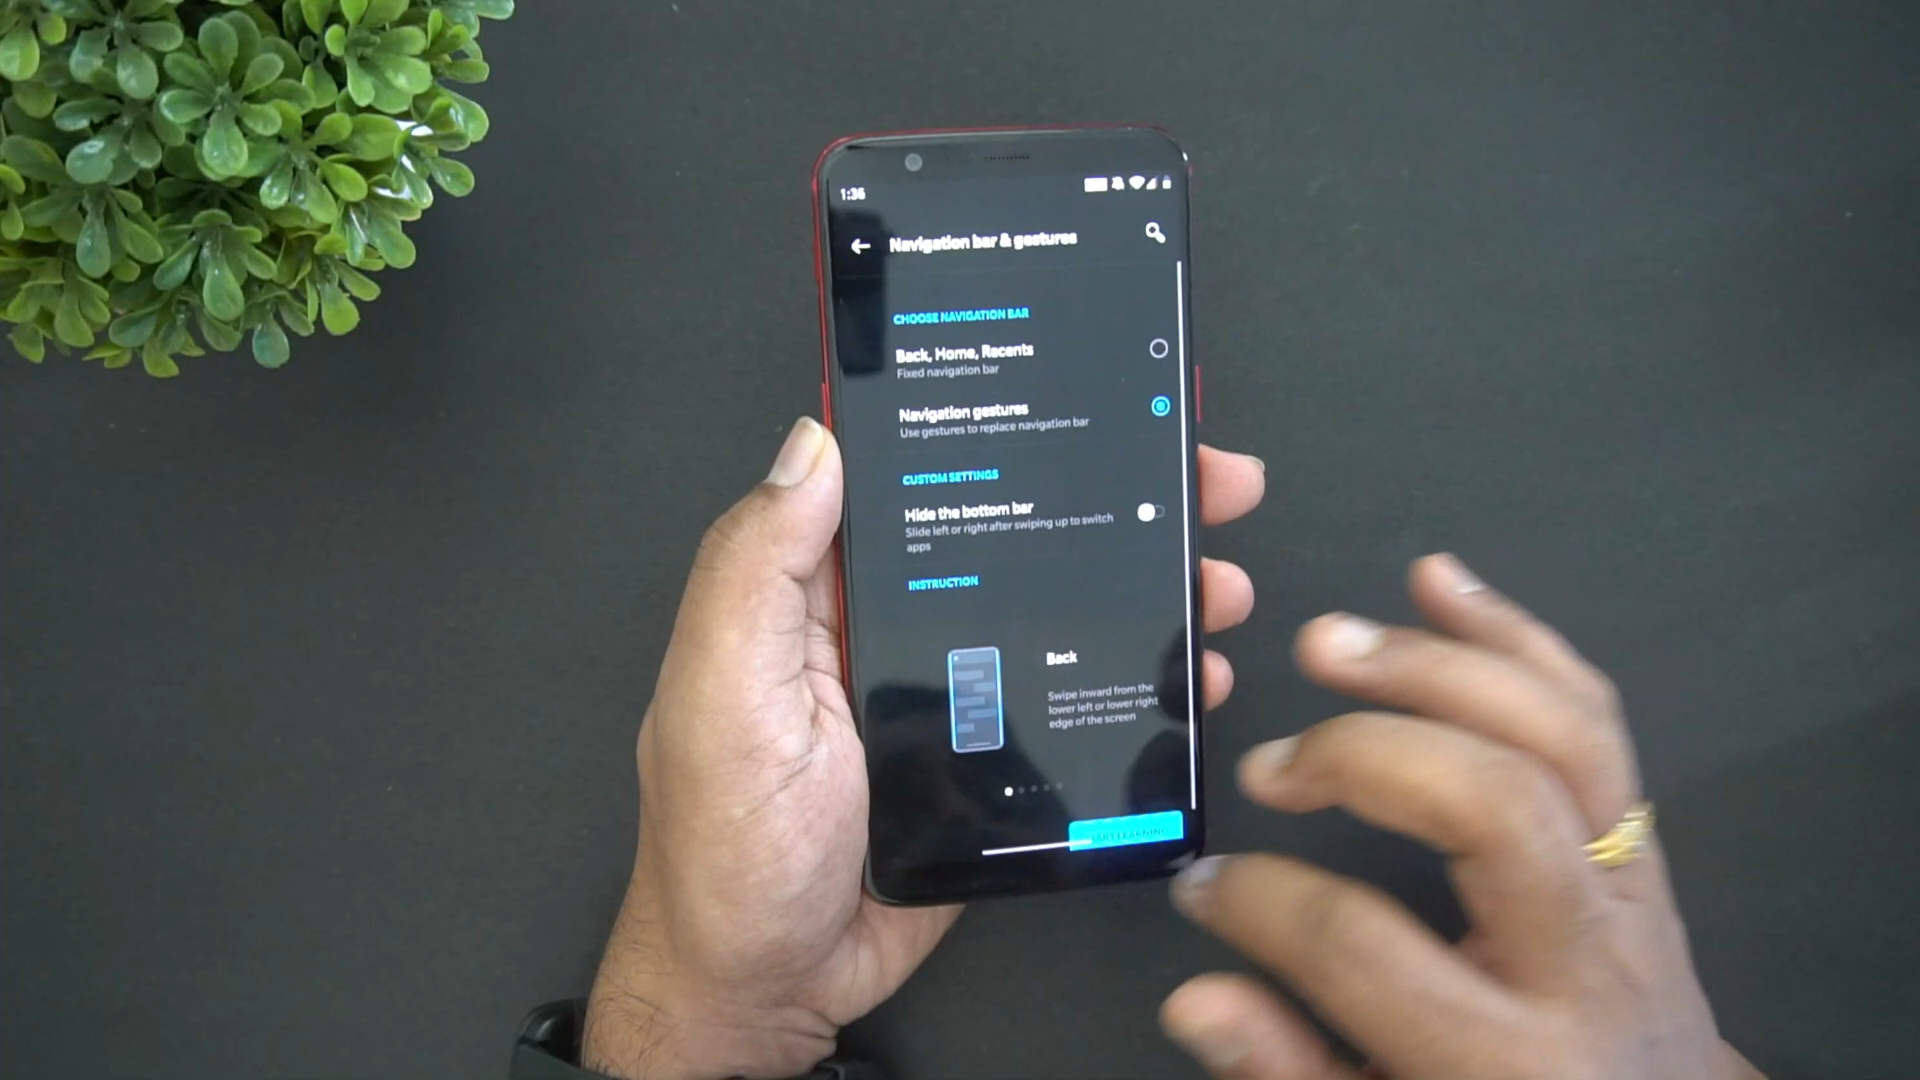 1:36
Navigation bar & gestures
CHOOSE NAVIGATION BAR
Back, Home, Recents
Fixed navigation bar
Navigation gestures
Use gestures to replace navigation bar
CUSTOM SETTINGS
Hide the bottom bar
Slide left or right after swiping up to switch
apps
INSTRUCTION
Back
Swipe inward from the
lower left or lower right
edge of the screen
LEARNING